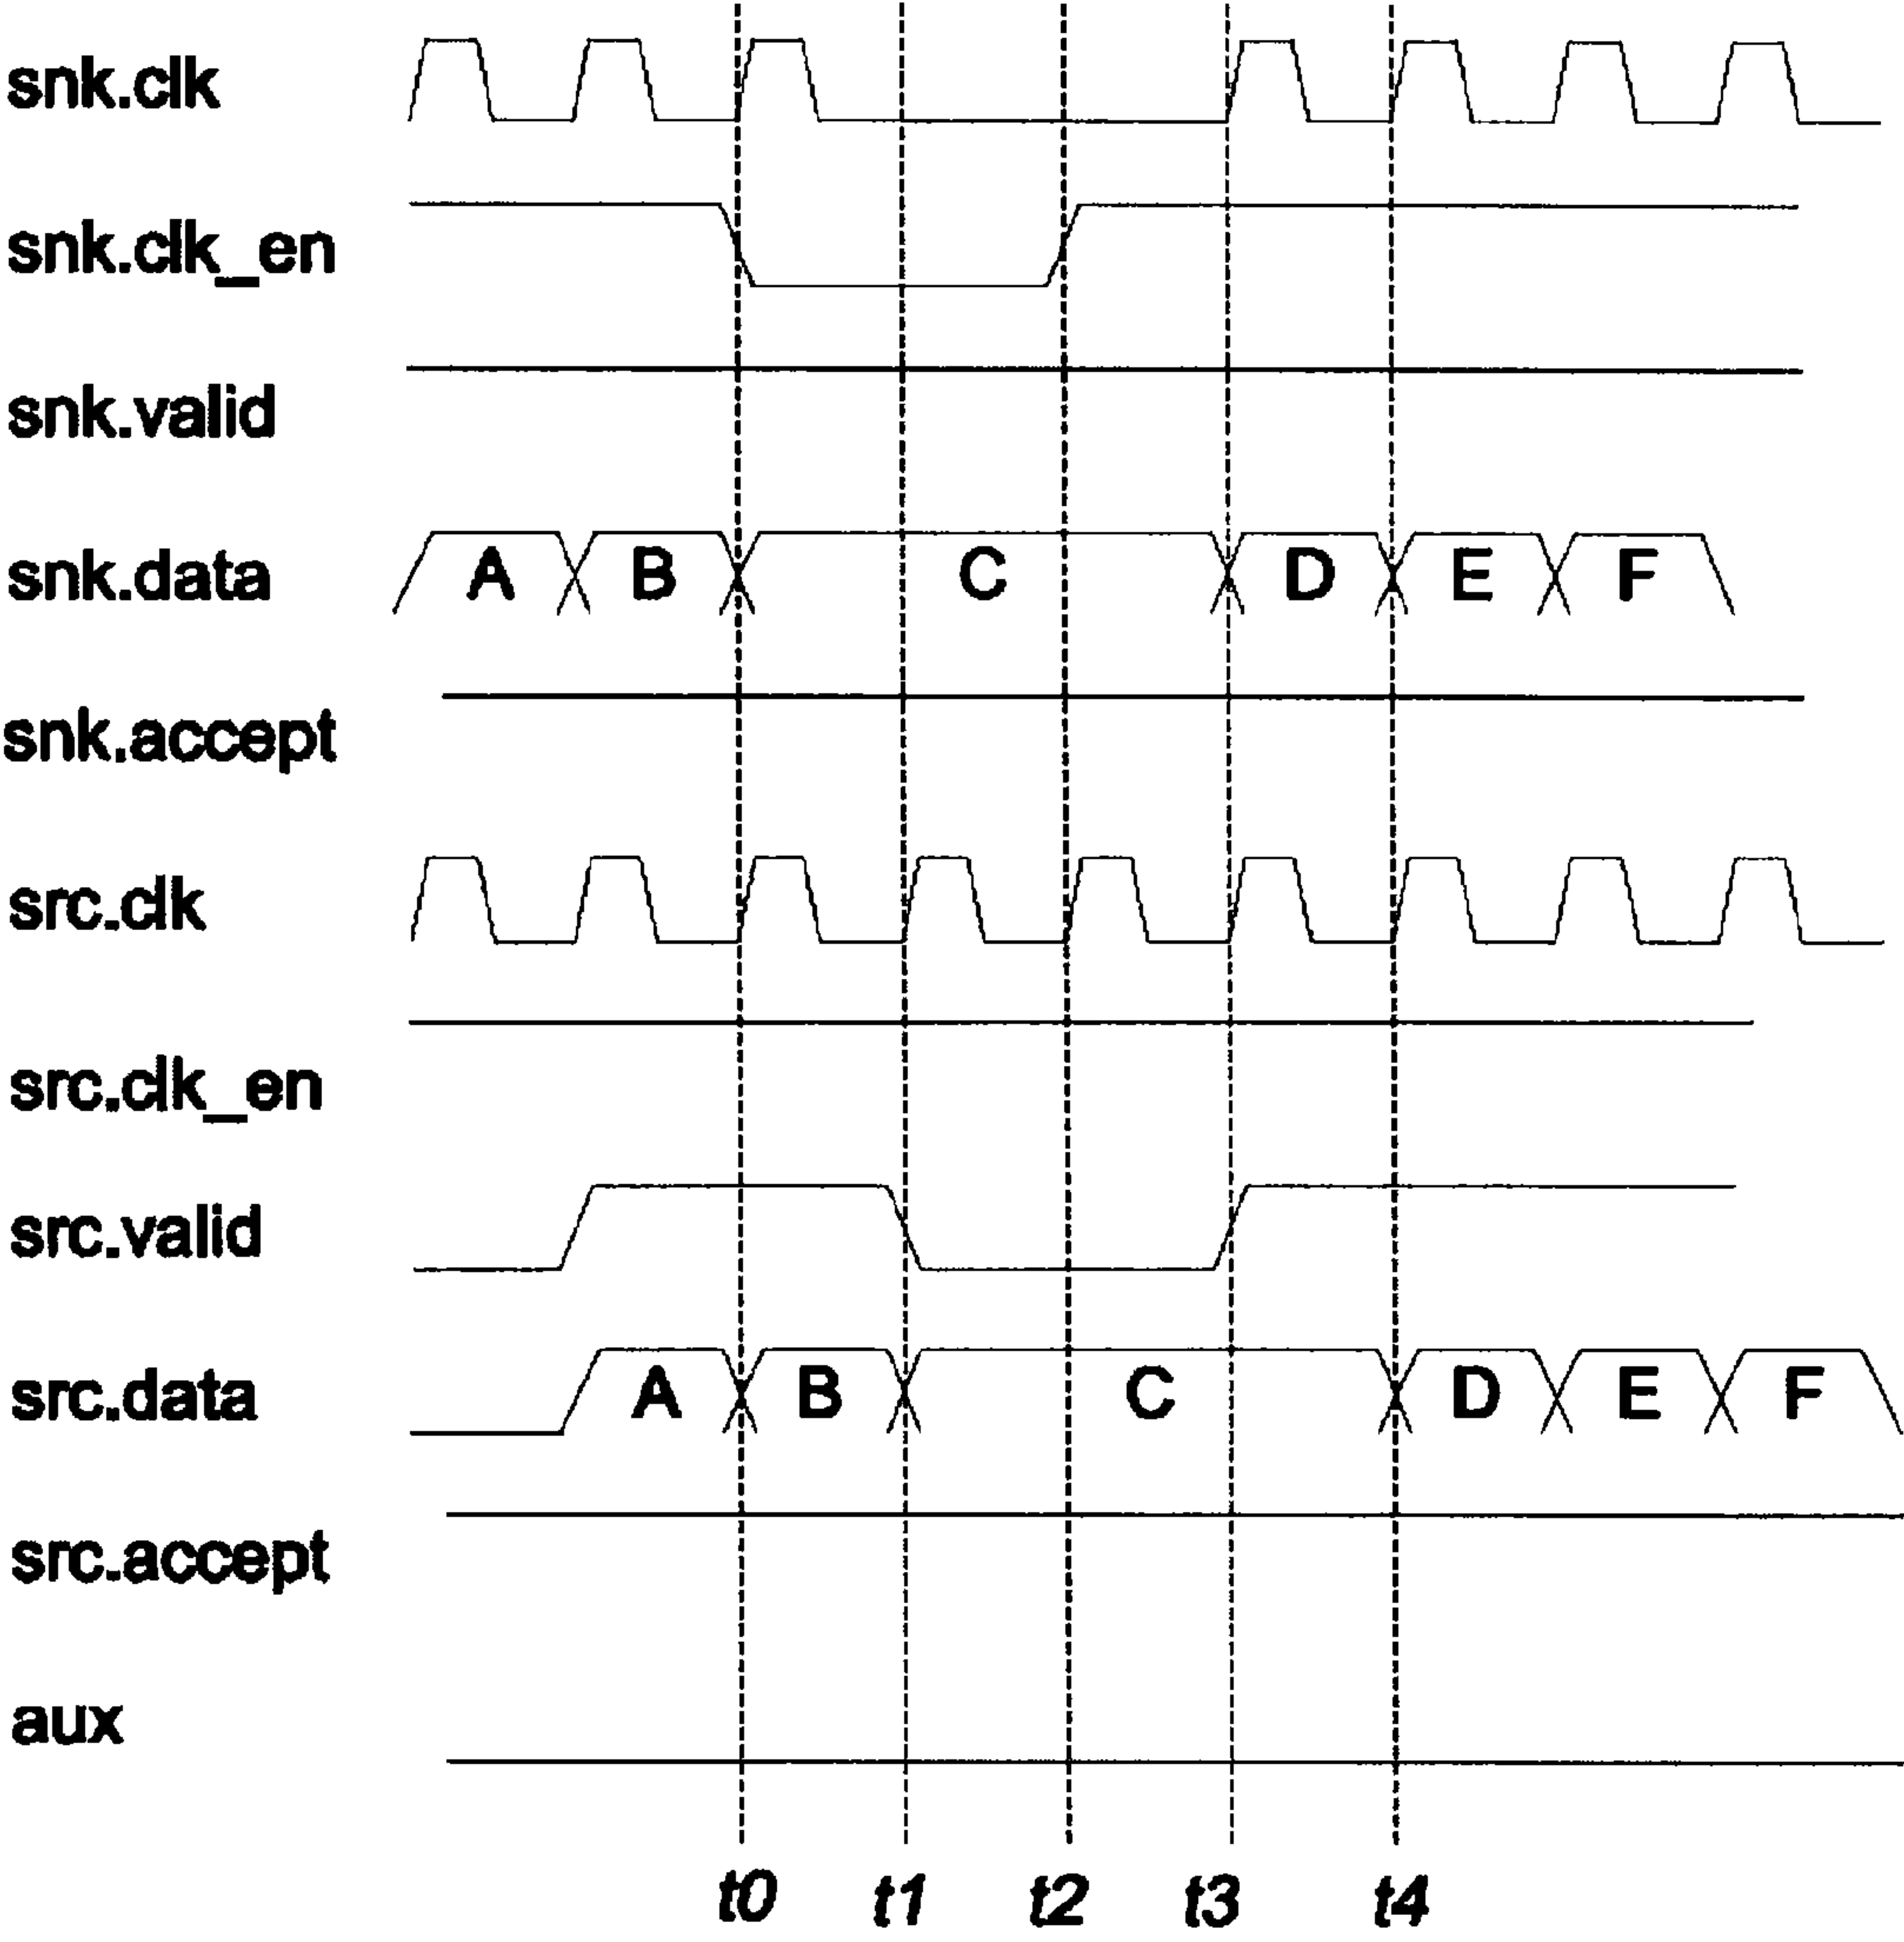 snk.clk
snk.clk_en
snk.valid
snk.data A B C D E F
snk.accept
src.clk
src.clk_en
src.valid
src.data A B C D E F
src.accept
aux
t0 t1 t2 t3 t4